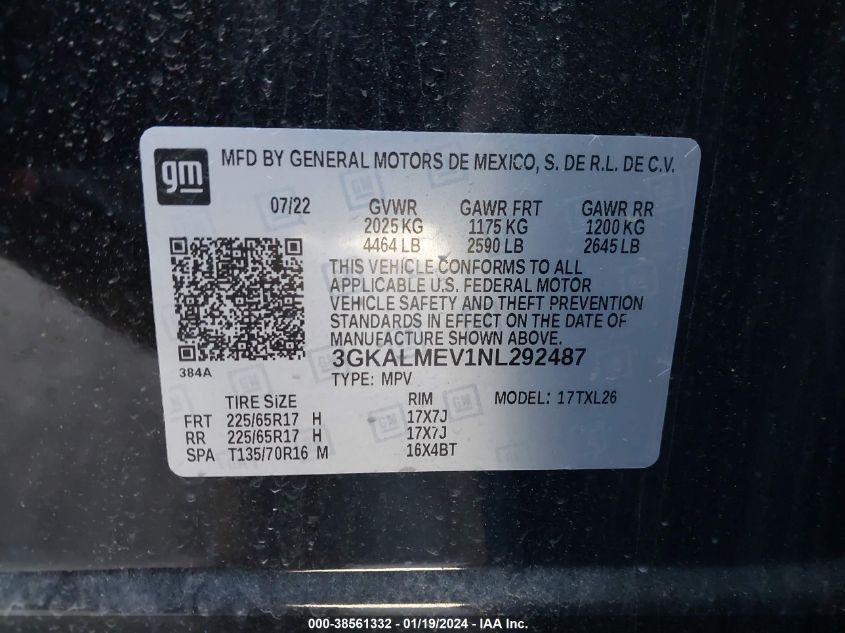 gm
MFD BY GENERAL MOTORS DE MEXICO, S. DE R.L. DE C.V.
07/22 GVWR GAWR FRT GAWR RR
2025 KG 1175 KG 1200 KG
4464 LB 2590 LB 2645 LB
THIS VEHICLE CONFORMS TO ALL
APPLICABLE U.S. FEDERAL MOTOR
VEHICLE SAFETY AND THEFT PREVENTION
STANDARDS IN EFFECT ON THE DATE OF
MANUFACTURE SHOWN ABOVE.
384A 3GKALMEV1NL292487
TYPE: MPV
TIRE SIZE RIM MODEL: 17TXL26
FRT 225/65R17 H 17X7J
RR 225/65R17 H 17X7J
SPA T135/70R16 M 16X4BT
000-38561332 - 01/19/2024 - IAA Inc.